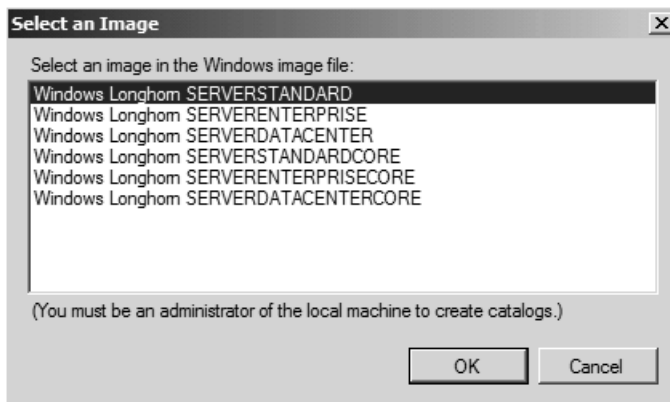 Select an Image
Select an image in the Windows image file:
Windows Longhorn SERVERSTANDARD
Windows Longhorn SERVERENTERPRISE
Windows Longhorn SERVERDATACENTER
Windows Longhorn SERVERSTANDARDCORE
Windows Longhorn SERVERENTERPRISECORE
Windows Longhorn SERVERDATACENTERCORE
(You must be an administrator of the local machine to create catalogs.)
OK Cancel